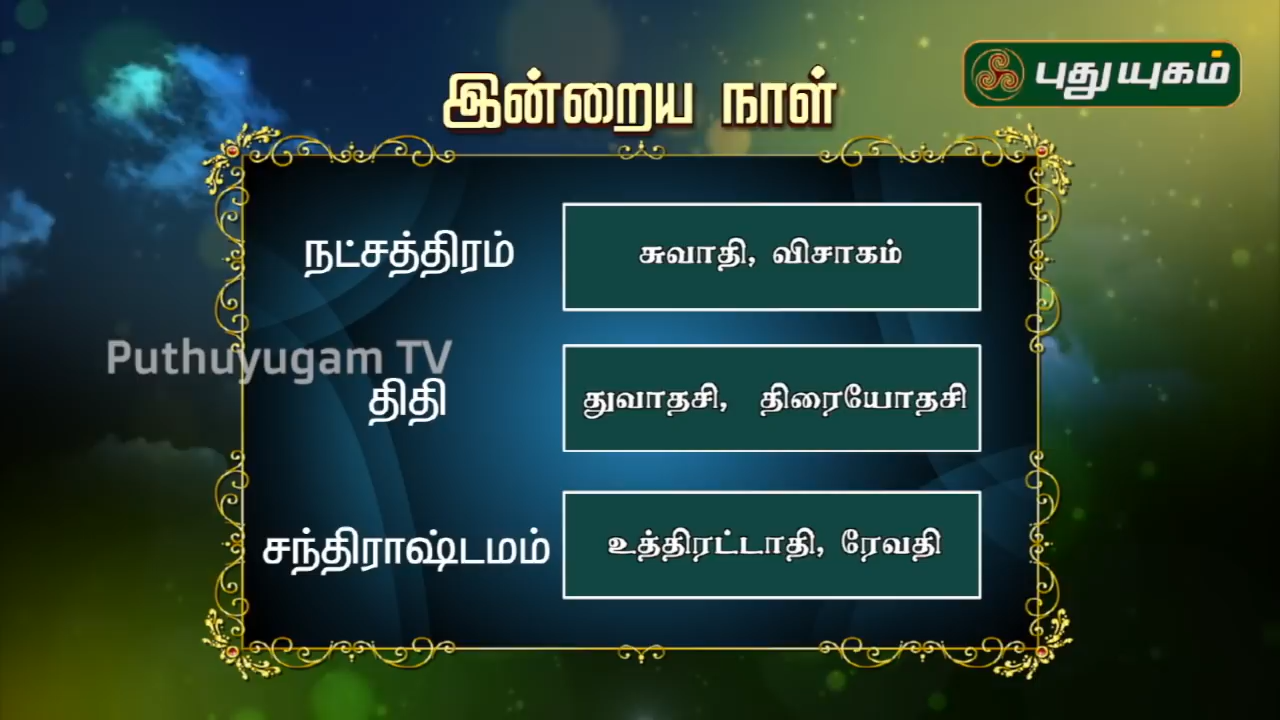 இன்றைய நாள்
புதுயுகம்
நட்சத்திரம்
சுவாதி, விசாகம்
Puthuyugam TV
திதி
துவாதசி, திரையோதசி
சந்திராஷ்டமம்
உத்திரட்டாதி, ரேவதி